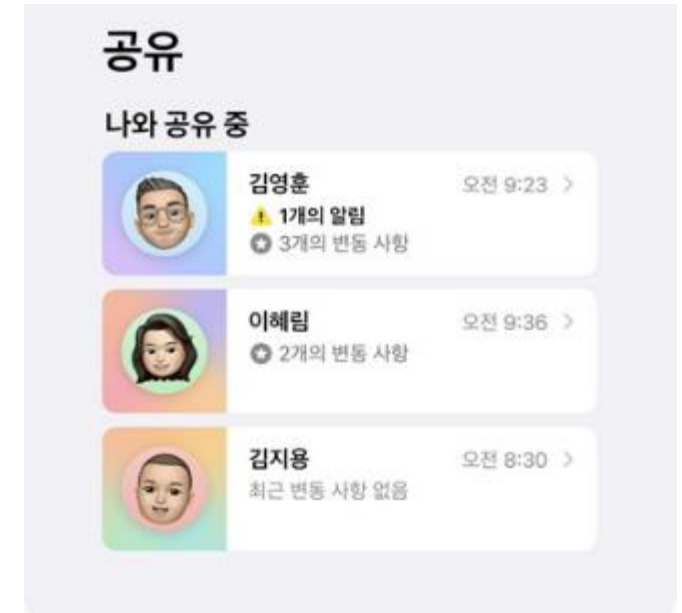 공유
나와 공유 중
김영훈 오전 9:23
1개의 알림
3개의 변동 사항
이혜림 오전 9:36
2개의 변동 사항
김지용 오전 8:30
최근 변동 사항 없음